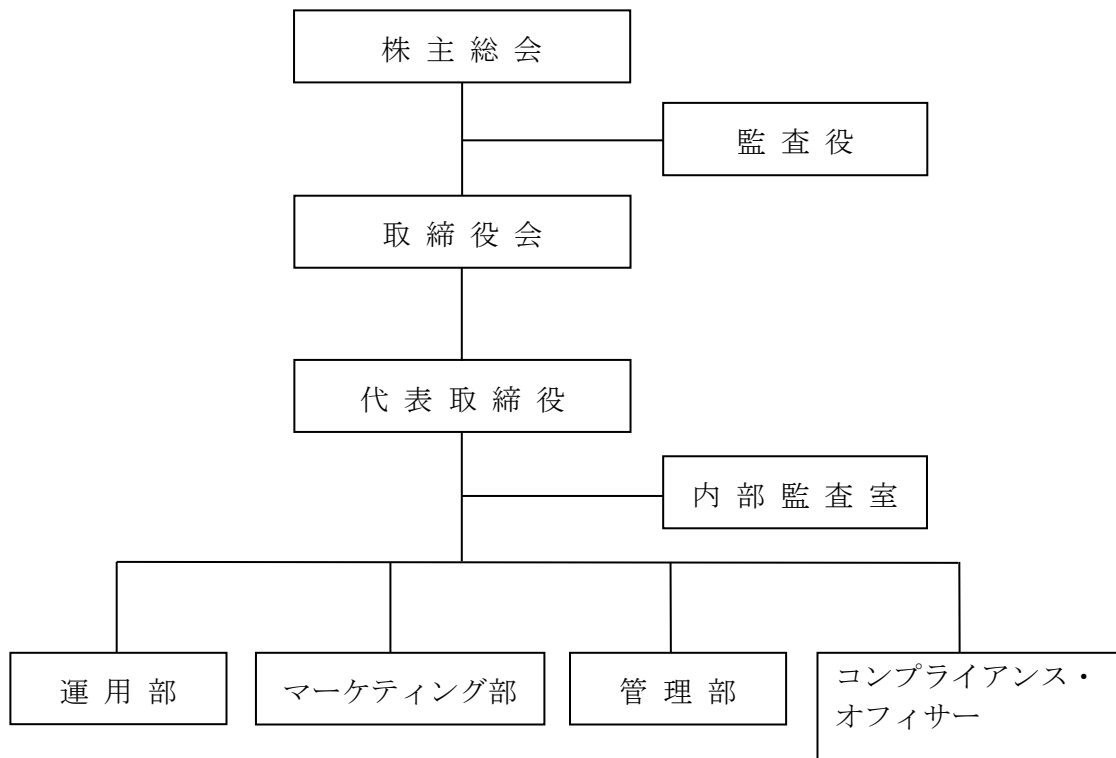 株 主 総 会
監 査 役
取 締 役 会
代 表 取 締 役
内 部 監 査 室
運 用 部
マーケティング部
管 理 部
コンプライアンス・
オフィサー